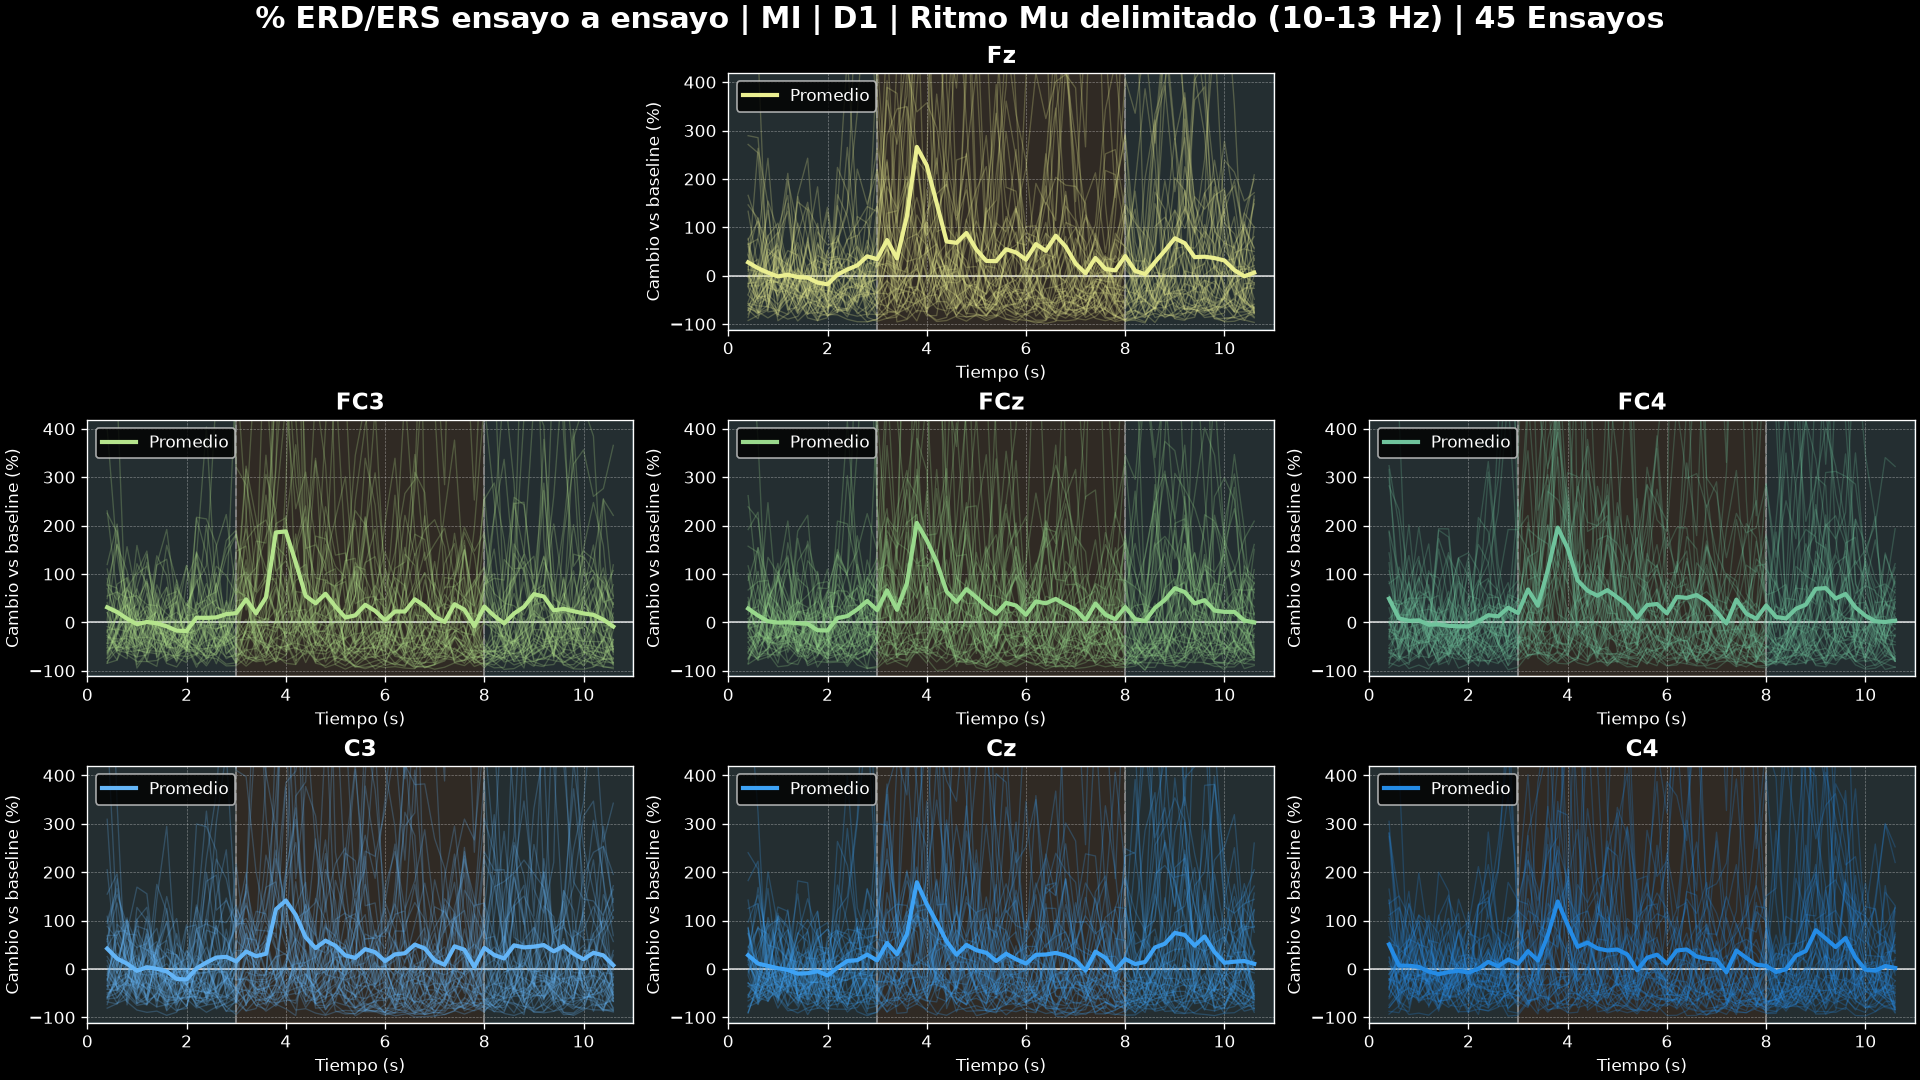 % ERD/ERS ensayo a ensayo | MI | D1 | Ritmo Mu delimitado (10-13 Hz) | 45 Ensayos
Fz
Cambio vs baseline (%)
400
300
200
100
0
−100
Promedio
0 2 4 6 8 10
Tiempo (s)
FC3
Cambio vs baseline (%)
400
300
200
100
0
−100
Promedio
0 2 4 6 8 10
Tiempo (s)
FCz
Cambio vs baseline (%)
400
300
200
100
0
−100
Promedio
0 2 4 6 8 10
Tiempo (s)
FC4
Cambio vs baseline (%)
400
300
200
100
0
−100
Promedio
0 2 4 6 8 10
Tiempo (s)
C3
Cambio vs baseline (%)
400
300
200
100
0
−100
Promedio
0 2 4 6 8 10
Tiempo (s)
Cz
Cambio vs baseline (%)
400
300
200
100
0
−100
Promedio
0 2 4 6 8 10
Tiempo (s)
C4
Cambio vs baseline (%)
400
300
200
100
0
−100
Promedio
0 2 4 6 8 10
Tiempo (s)